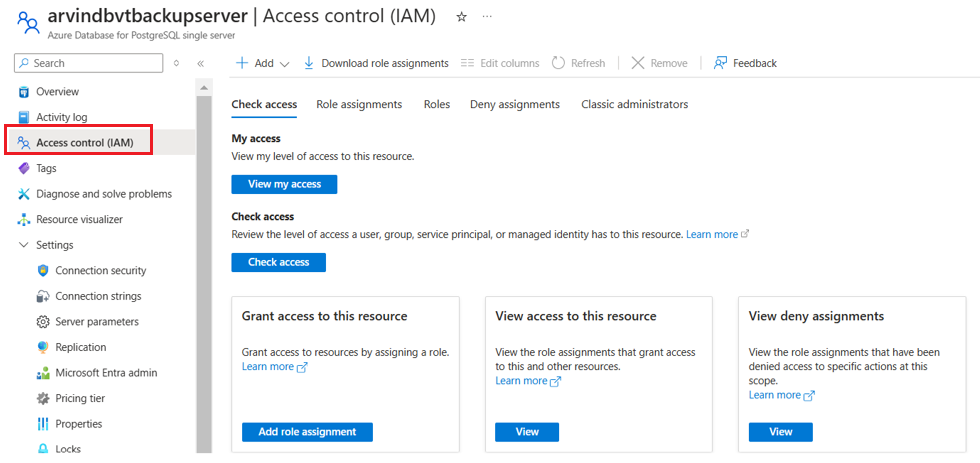 arvindbvtbackupserver | Access control (IAM)
Azure Database for PostgreSQL single server
Search
Add
Download role assignments
Edit columns
Refresh
Remove
Feedback
Overview
Activity log
Access control (IAM)
Tags
Diagnose and solve problems
Resource visualizer
Settings
Connection security
Connection strings
Server parameters
Replication
Microsoft Entra admin
Pricing tier
Properties
Locks
Check access
Role assignments
Roles
Deny assignments
Classic administrators
My access
View my level of access to this resource.
View my access
Check access
Review the level of access a user, group, service principal, or managed identity has to this resource. Learn more
Check access
Grant access to this resource
Grant access to resources by assigning a role.
Learn more
Add role assignment
View access to this resource
View the role assignments that grant access
to this and other resources.
Learn more
View
View deny assignments
View the role assignments that have been
denied access to specific actions at this
scope.
Learn more
View